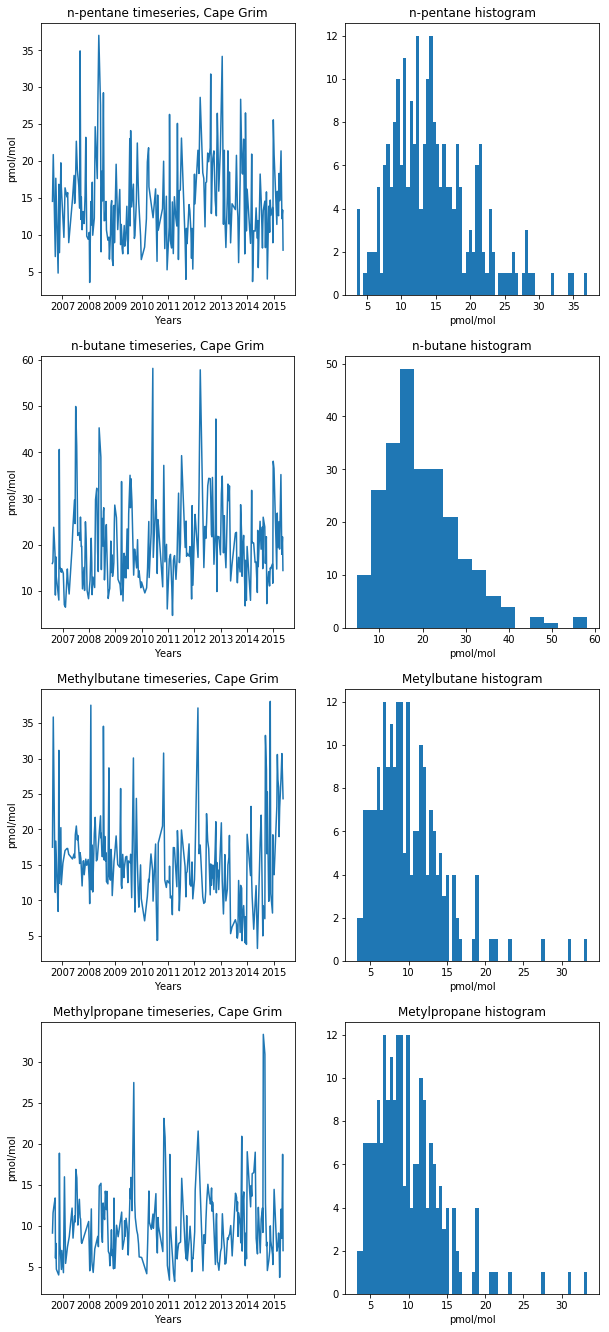 n-pentane timeseries, Cape Grim
n-pentane histogram
35
30
25
20
15
10
5
pmol/mol
2007 2008 2009 2010 2011 2012 2013 2014 2015
Years
12
10
8
6
4
2
0
5 10 15 20 25 30 35
pmol/mol
n-butane timeseries, Cape Grim
n-butane histogram
60
50
40
30
20
10
pmol/mol
2007 2008 2009 2010 2011 2012 2013 2014 2015
Years
50
40
30
20
10
0
10 20 30 40 50 60
pmol/mol
Methylbutane timeseries, Cape Grim
Metylbutane histogram
35
30
25
20
15
10
5
pmol/mol
2007 2008 2009 2010 2011 2012 2013 2014 2015
Years
12
10
8
6
4
2
0
5 10 15 20 25 30
pmol/mol
Methylpropane timeseries, Cape Grim
Metylpropane histogram
30
25
20
15
10
5
pmol/mol
2007 2008 2009 2010 2011 2012 2013 2014 2015
Years
12
10
8
6
4
2
0
5 10 15 20 25 30
pmol/mol